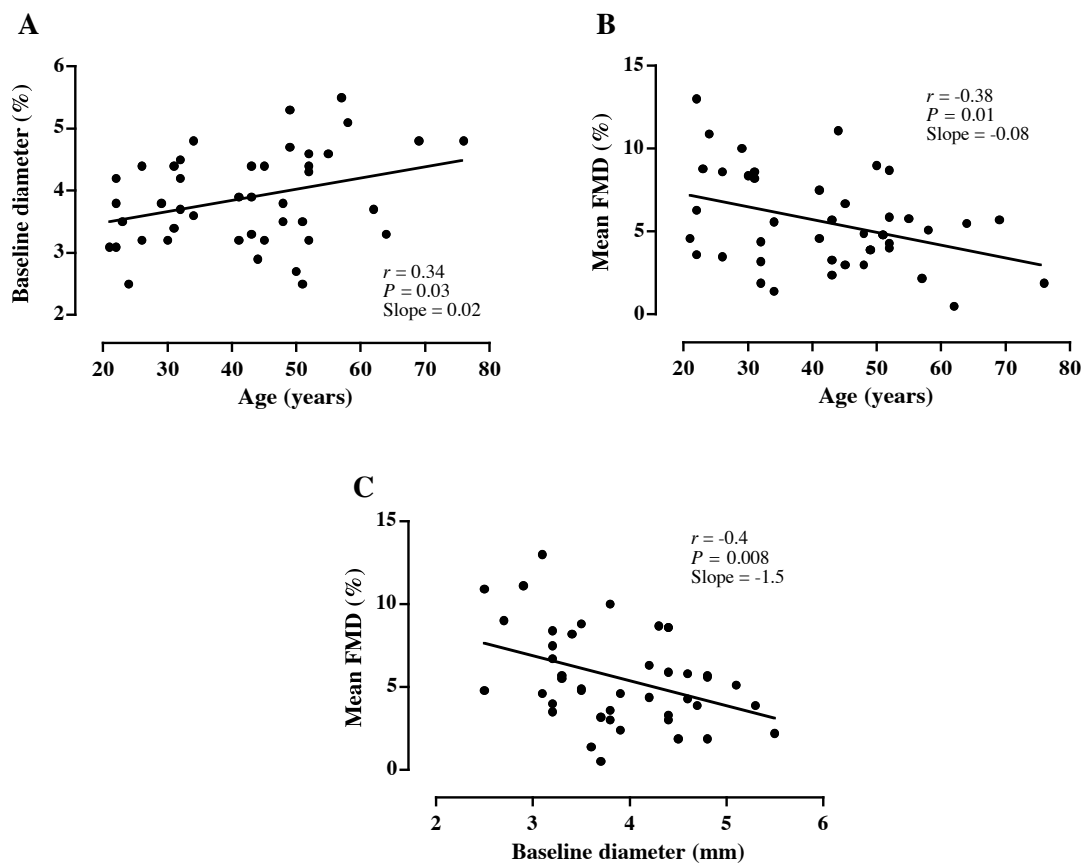 A
Baseline diameter (%)
6
5
4
3
2
r = 0.34
P = 0.03
Slope = 0.02
20 30 40 50 60 70 80
Age (years)
B
Mean FMD (%)
15
10
5
0
r = -0.38
P = 0.01
Slope = -0.08
20 30 40 50 60 70 80
Age (years)
C
Mean FMD (%)
15
10
5
0
r = -0.4
P = 0.008
Slope = -1.5
2 3 4 5 6
Baseline diameter (mm)